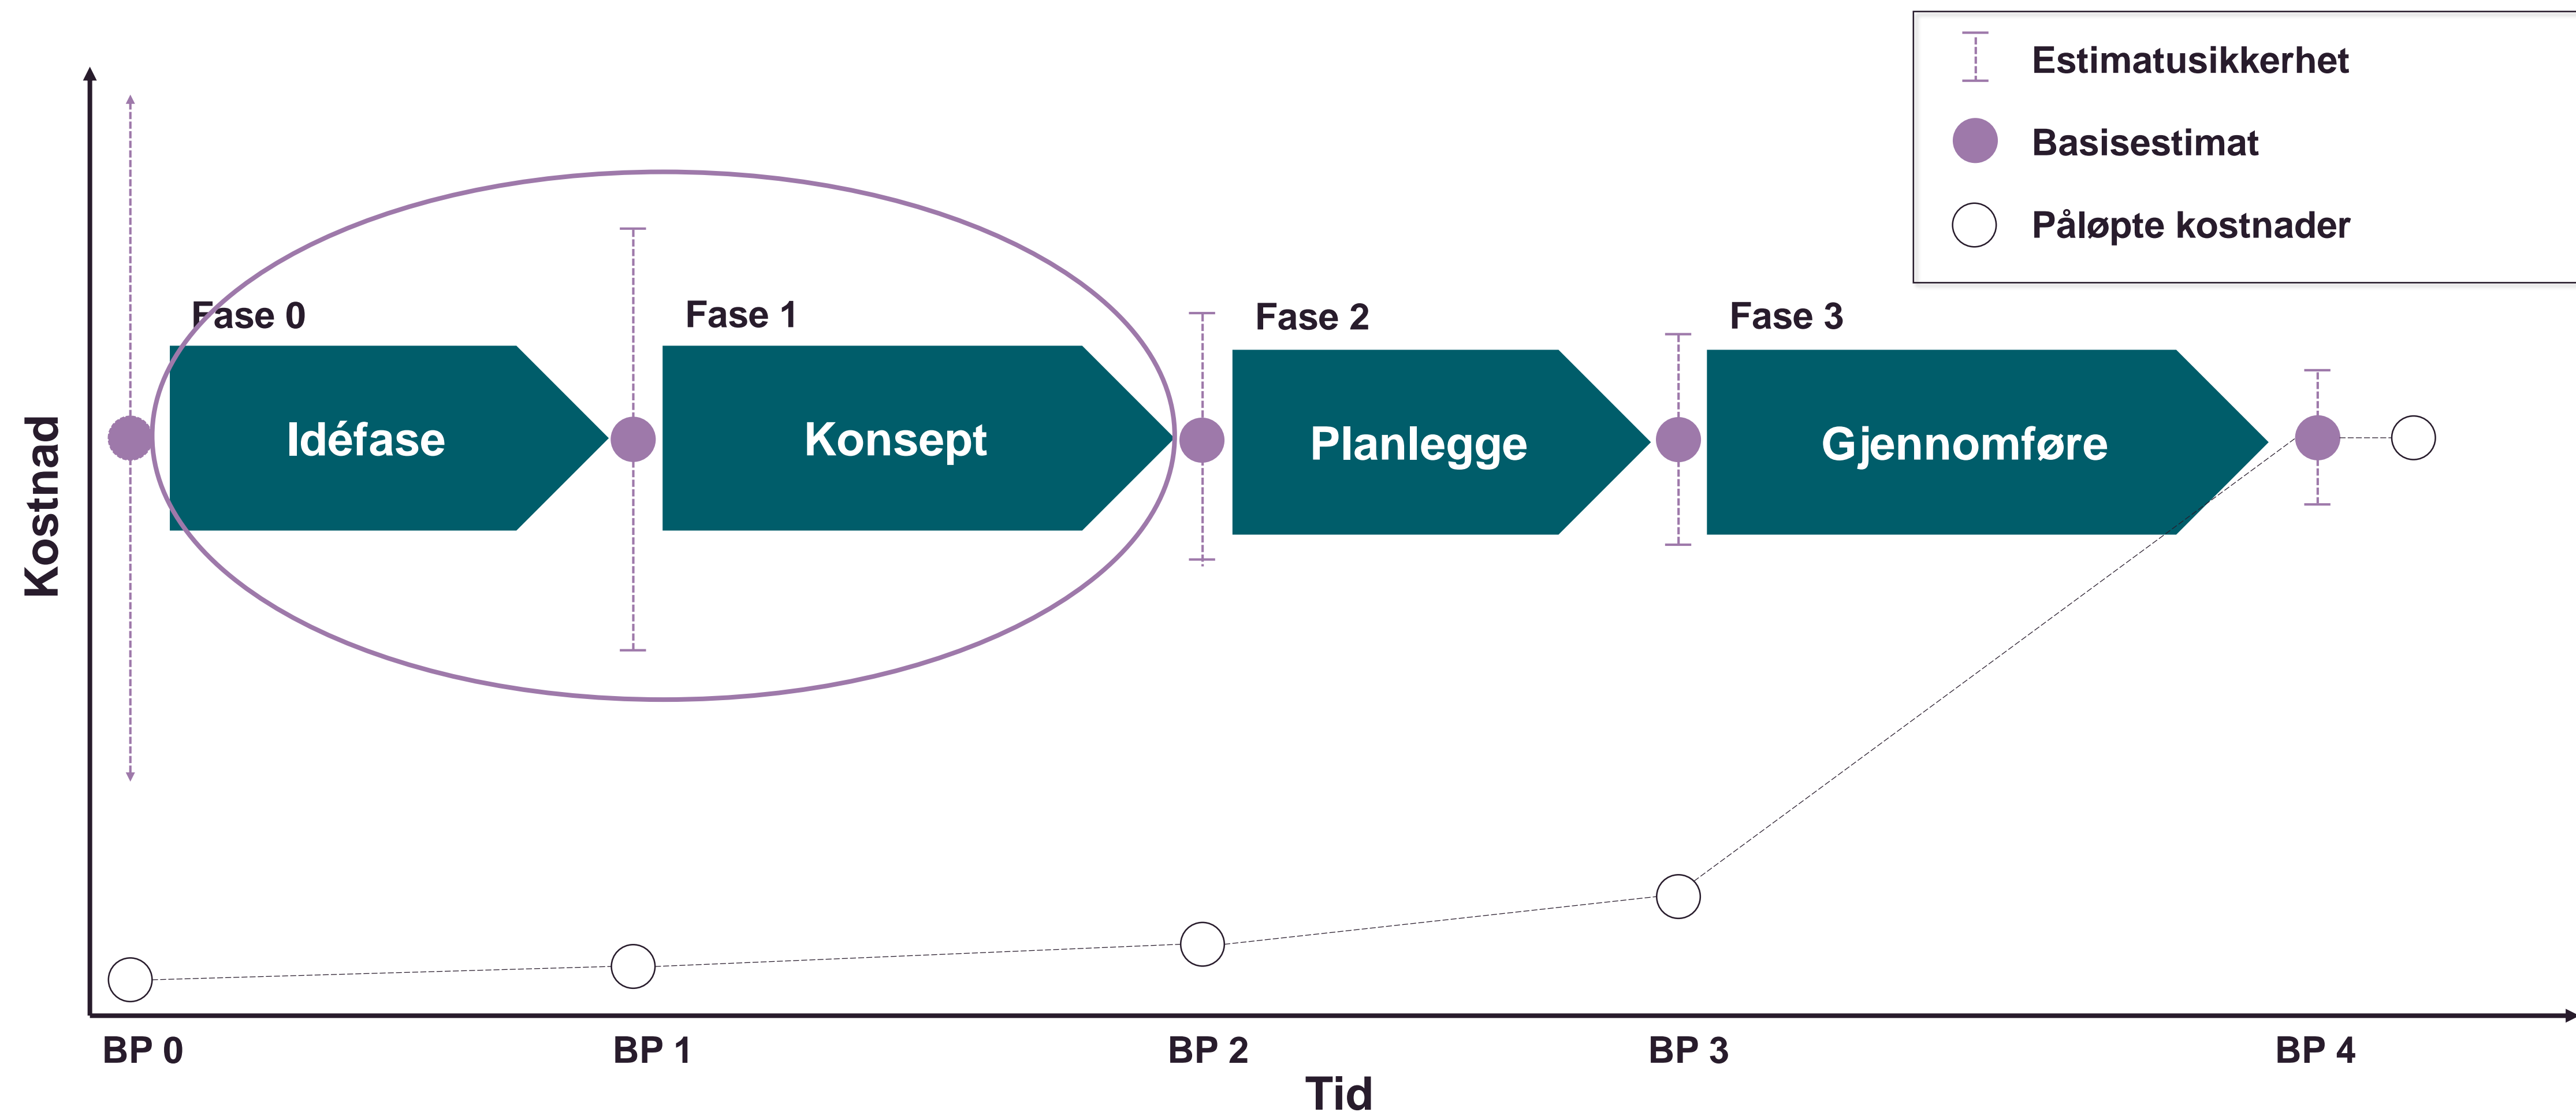 Estimatusikkerhet
Basisestimat
Påløpte kostnader
Fase 0
Fase 1
Fase 2
Fase 3
Idéfase
Konsept
Planlegge
Gjennomføre
Kostnad
BP 0
BP 1
BP 2
BP 3
BP 4
Tid